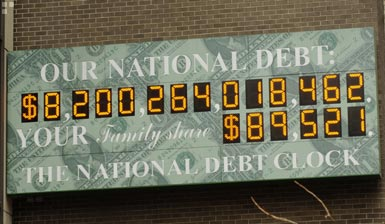 OUR NATIONAL DEBT:
$8,200,264,018,462
YOUR Family share $89,521.
THE NATIONAL DEBT CLOCK